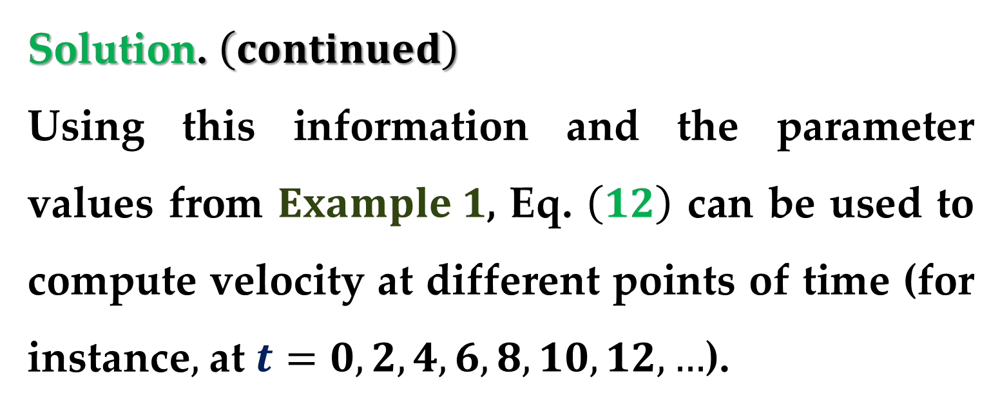 Solution. (continued)
Using this information and the parameter
values from Example 1, Eq. (12) can be used to
compute velocity at different points of time (for
instance, at t = 0, 2, 4, 6, 8, 10, 12, …).